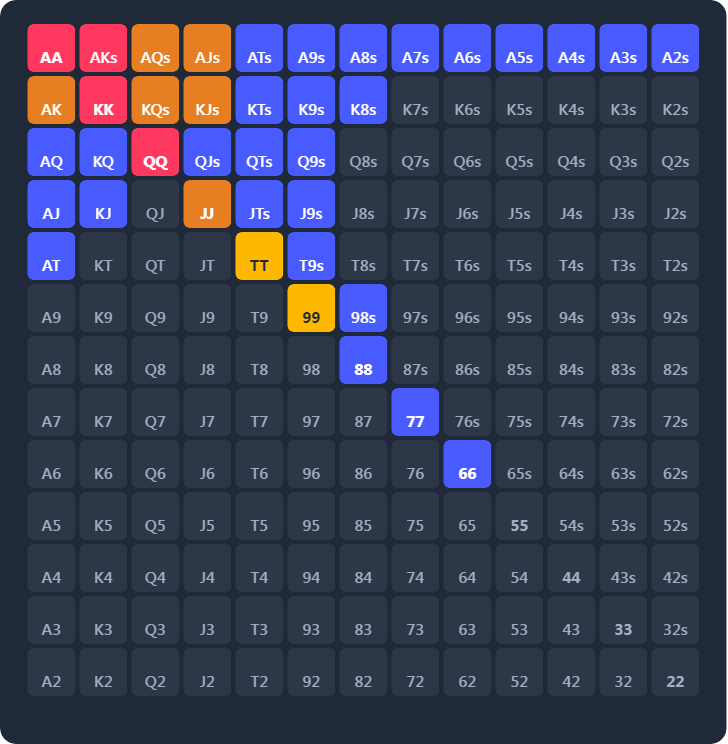 AA AKs AQs AJs ATs A9s A8s A7s A6s A5s A4s A3s A2s
AK KK KQs KJs KTs K9s K8s K7s K6s K5s K4s K3s K2s
AQ KQ QQ QJs QTs Q9s Q8s Q7s Q6s Q5s Q4s Q3s Q2s
AJ KJ QJ JJ JTs J9s J8s J7s J6s J5s J4s J3s J2s
AT KT QT JT TT T9s T8s T7s T6s T5s T4s T3s T2s
A9 K9 Q9 J9 T9 99 98s 97s 96s 95s 94s 93s 92s
A8 K8 Q8 J8 T8 98 88 87s 86s 85s 84s 83s 82s
A7 K7 Q7 J7 T7 97 87 77 76s 75s 74s 73s 72s
A6 K6 Q6 J6 T6 96 86 76 66 65s 64s 63s 62s
A5 K5 Q5 J5 T5 95 85 75 65 55 54s 53s 52s
A4 K4 Q4 J4 T4 94 84 74 64 54 44 43s 42s
A3 K3 Q3 J3 T3 93 83 73 63 53 43 33 32s
A2 K2 Q2 J2 T2 92 82 72 62 52 42 32 22